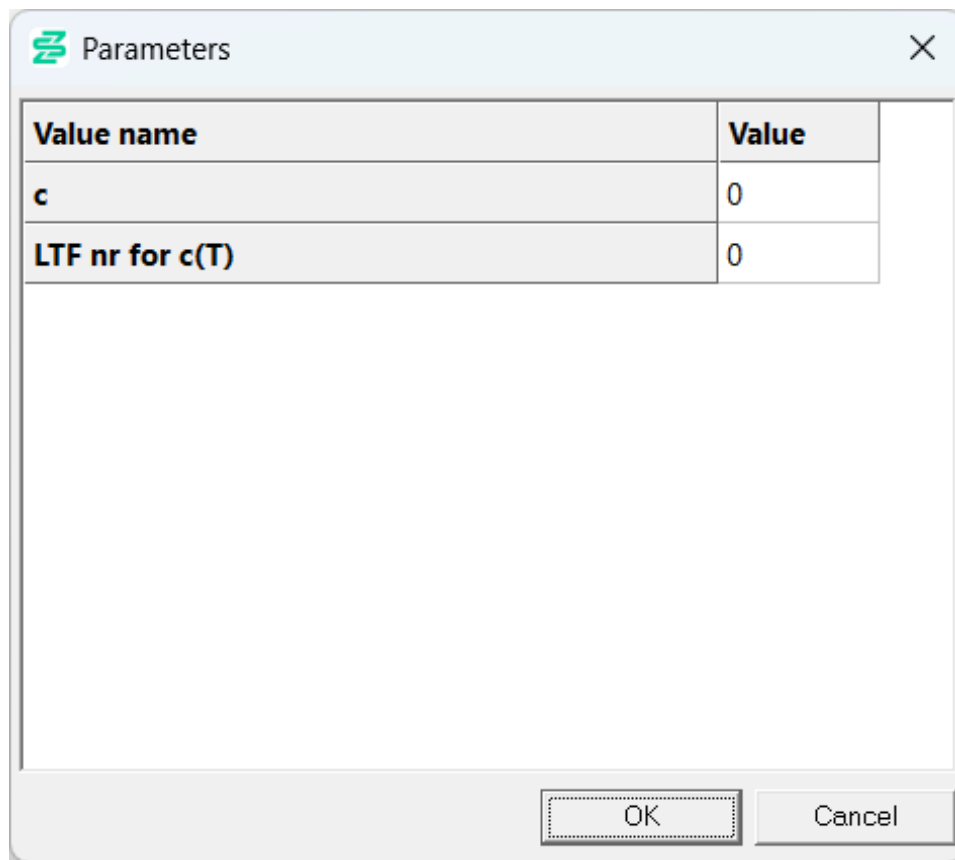 Parameters
Value name Value
c 0
LTF nr for c(T) 0
OK Cancel